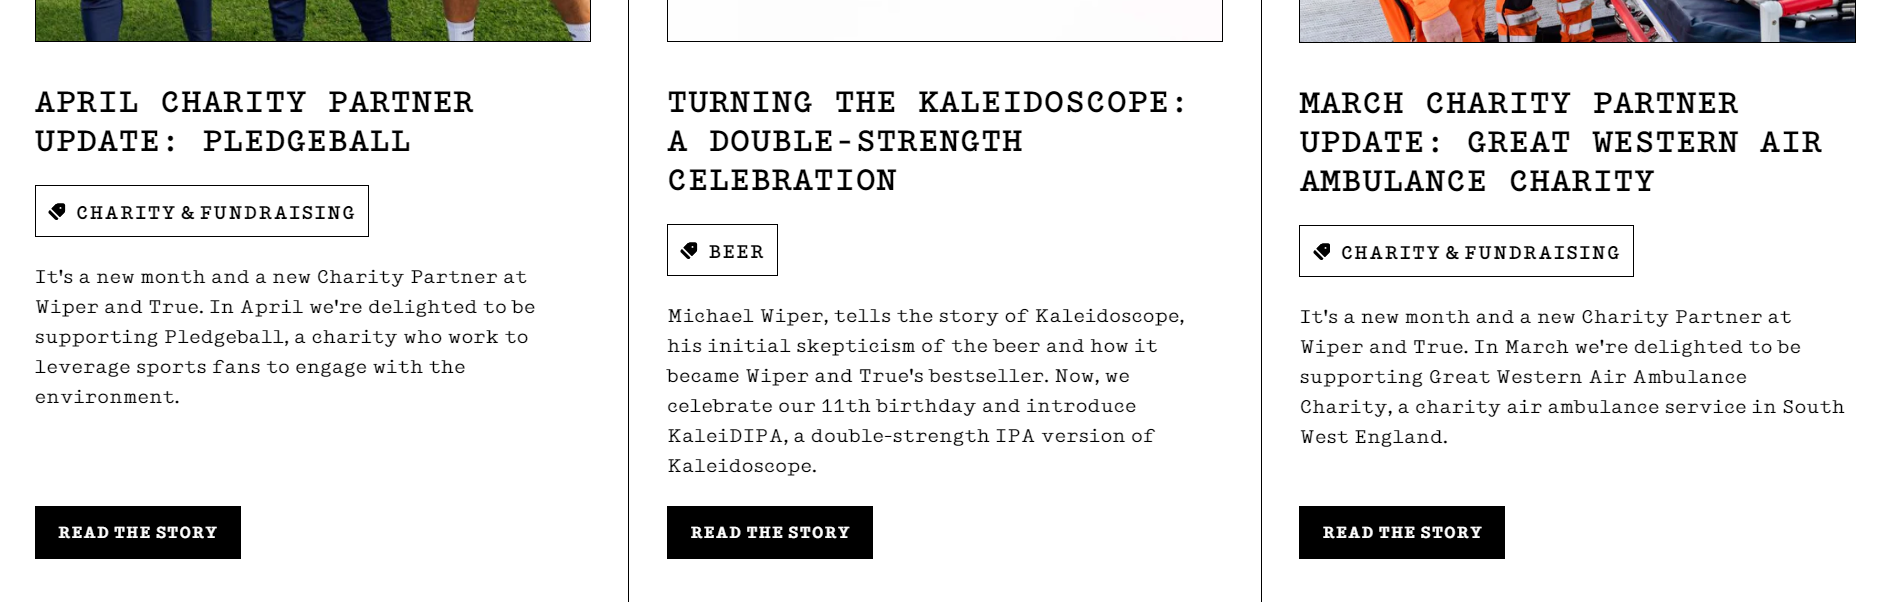 APRIL CHARITY PARTNER
UPDATE: PLEDGEBALL
CHARITY & FUNDRAISING
It's a new month and a new Charity Partner at
Wiper and True. In April we're delighted to be
supporting Pledgeball, a charity who work to
leverage sports fans to engage with the
environment.
READ THE STORY
TURNING THE KALEIDOSCOPE:
A DOUBLE-STRENGTH
CELEBRATION
BEER
Michael Wiper, tells the story of Kaleidoscope,
his initial skepticism of the beer and how it
became Wiper and True's bestseller. Now, we
celebrate our 11th birthday and introduce
KaleiDIPA, a double-strength IPA version of
Kaleidoscope.
READ THE STORY
MARCH CHARITY PARTNER
UPDATE: GREAT WESTERN AIR
AMBULANCE CHARITY
CHARITY & FUNDRAISING
It's a new month and a new Charity Partner at
Wiper and True. In March we're delighted to be
supporting Great Western Air Ambulance
Charity, a charity air ambulance service in South
West England.
READ THE STORY